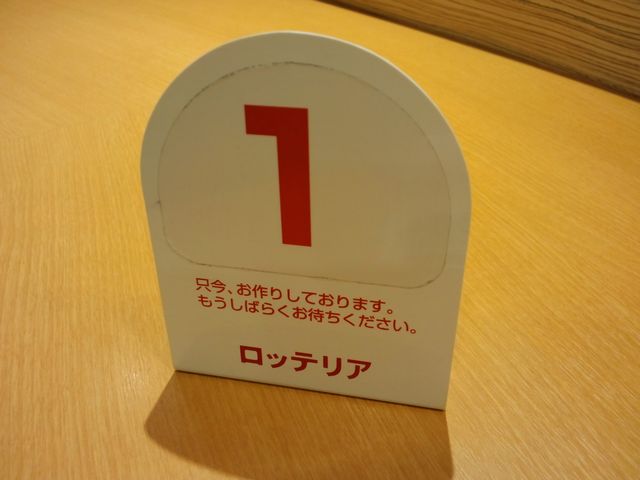 1
只今、お作りしております。
もうしばらくお待ちください。
ロッテリア